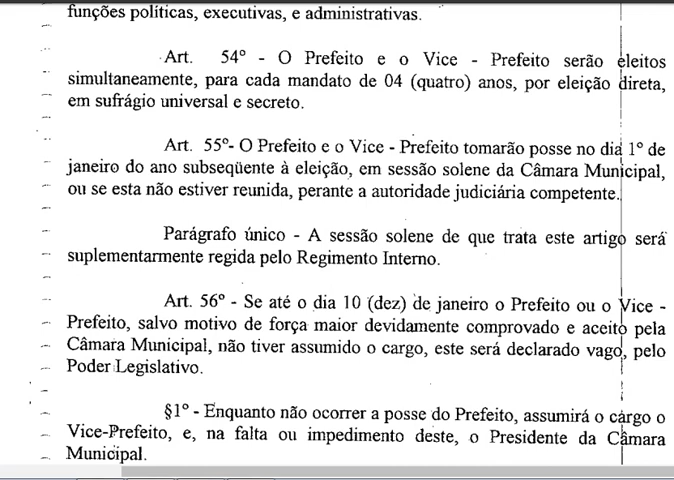 funções políticas, executivas, e administrativas.
Art. 54º - O Prefeito e o Vice - Prefeito serão eleitos
simultaneamente, para cada mandato de 04 (quatro) anos, por eleição direta,
em sufrágio universal e secreto.
Art. 55º- O Prefeito e o Vice - Prefeito tomarão posse no dia 1º de
janeiro do ano subseqüente à eleição, em sessão solene da Câmara Municipal,
ou se esta não estiver reunida, perante a autoridade judiciária competente.
Parágrafo único - A sessão solene de que trata este artigo será
suplementarmente regida pelo Regimento Interno.
Art. 56º - Se até o dia 10 (dez) de janeiro o Prefeito ou o Vice -
Prefeito, salvo motivo de força maior devidamente comprovado e aceito pela
Câmara Municipal, não tiver assumido o cargo, este será declarado vago, pelo
Poder Legislativo.
§1º - Enquanto não ocorrer a posse do Prefeito, assumirá o cargo o
Vice-Prefeito, e, na falta ou impedimento deste, o Presidente da Câmara
Municipal.